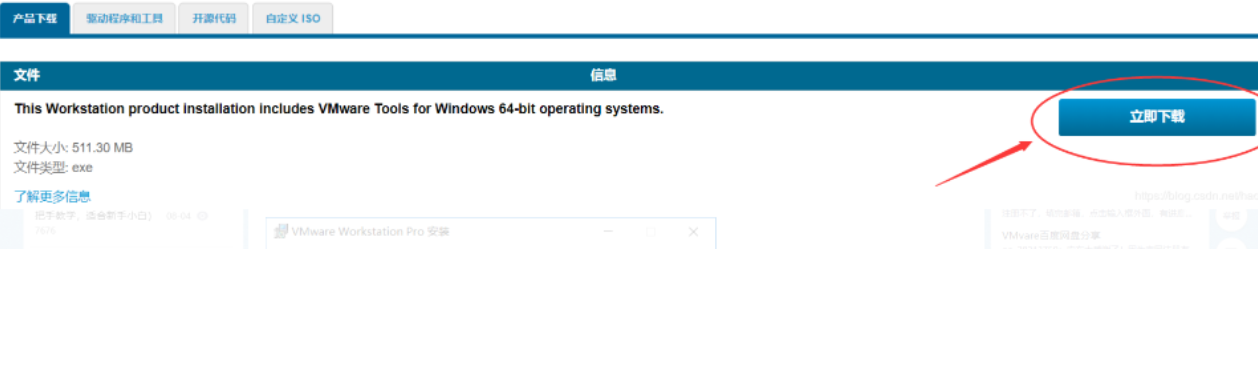 产品下载 驱动程序和工具 开源代码 自定义 ISO
文件 信息
This Workstation product installation includes VMware Tools for Windows 64-bit operating systems.
立即下载
文件大小: 511.30 MB
文件类型: exe
了解更多信息
https://blog.csdn.net/hao
把手教学，适合新手小白） 06-04
7676
VMware Workstation Pro 安装
VMvare百度网盘分享